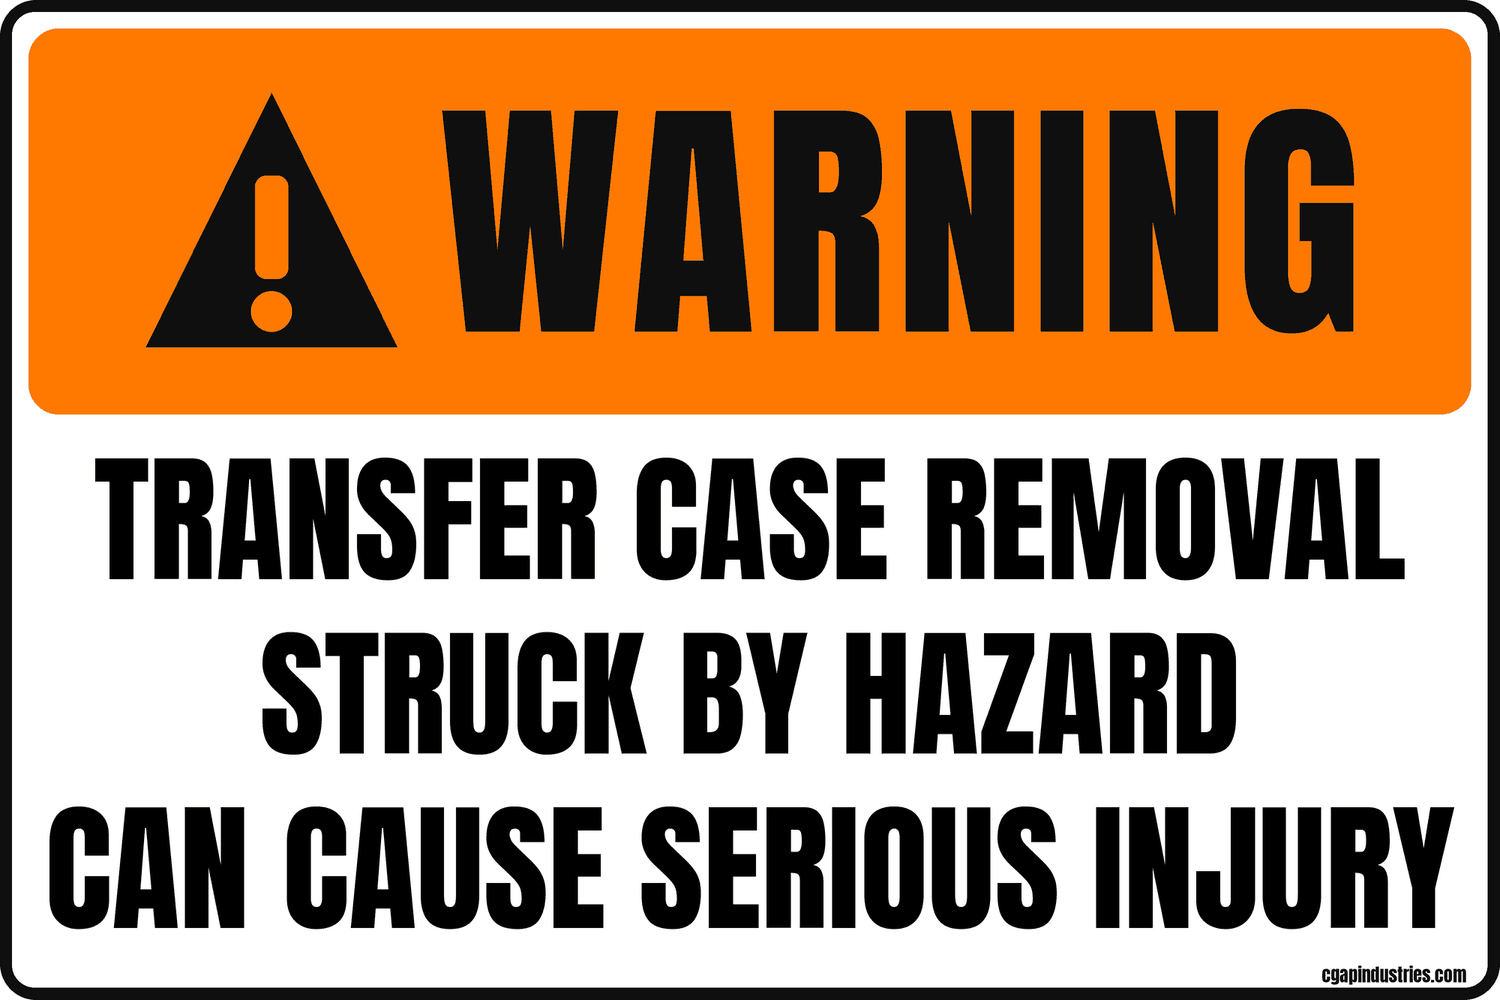 WARNING
TRANSFER CASE REMOVAL
STRUCK BY HAZARD
CAN CAUSE SERIOUS INJURY
cgapindustries.com